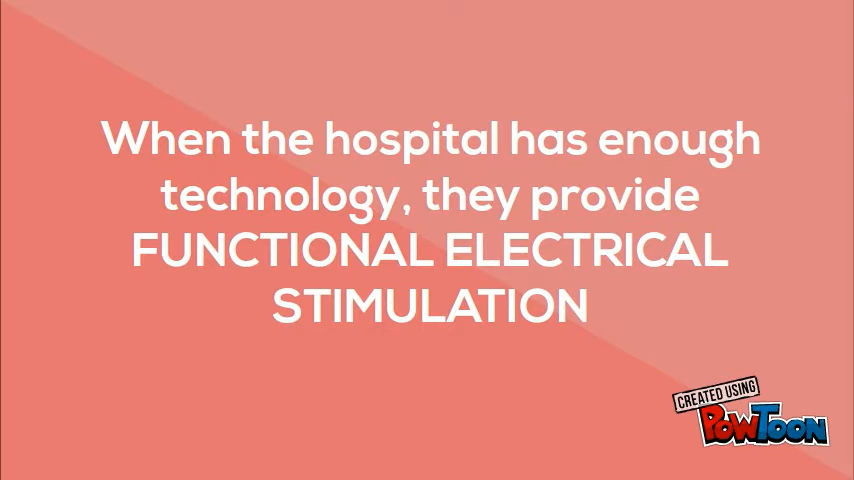 When the hospital has enough
technology, they provide
FUNCTIONAL ELECTRICAL
STIMULATION
CREATED USING
POWTOON